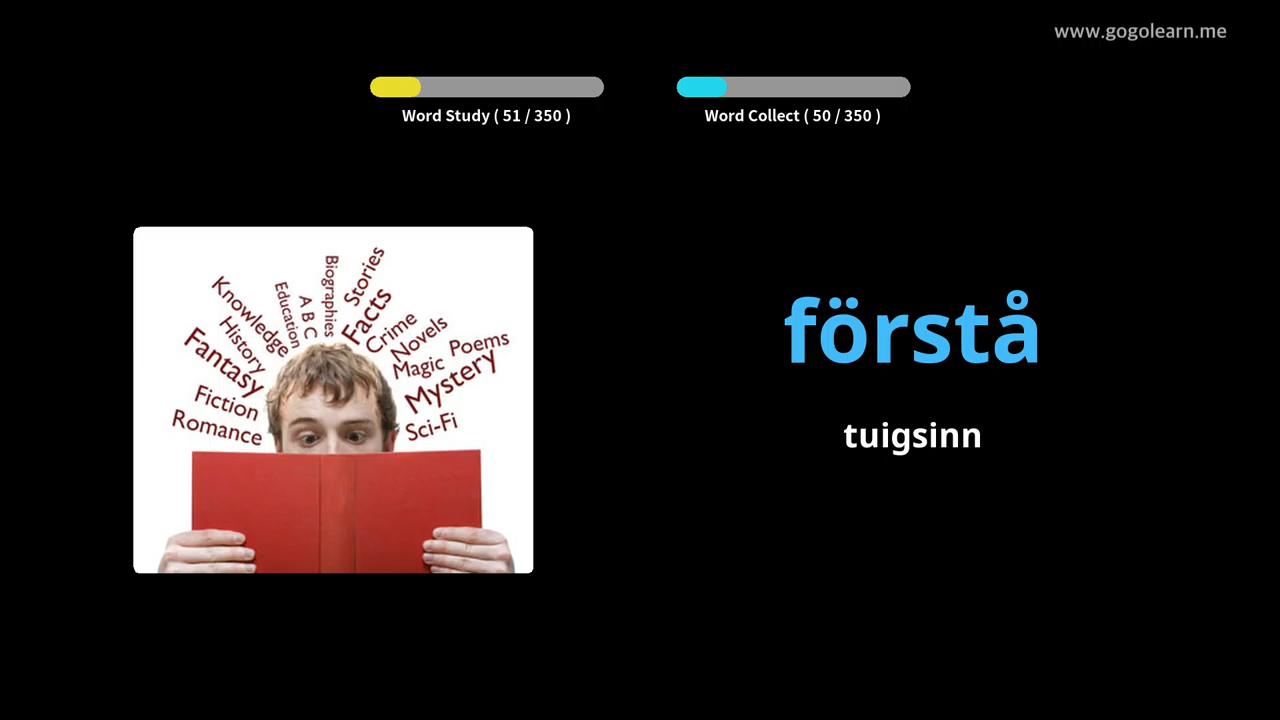 www.gogolearn.me
Word Study ( 51 / 350 )
Word Collect ( 50 / 350 )
Biographies
Stories
Knowledge
Education
A B C
Facts
History
Crime
Novels
Fantasy
Magic
Poems
Mystery
Fiction
Romance
Sci-Fi
förstå
tuigsinn